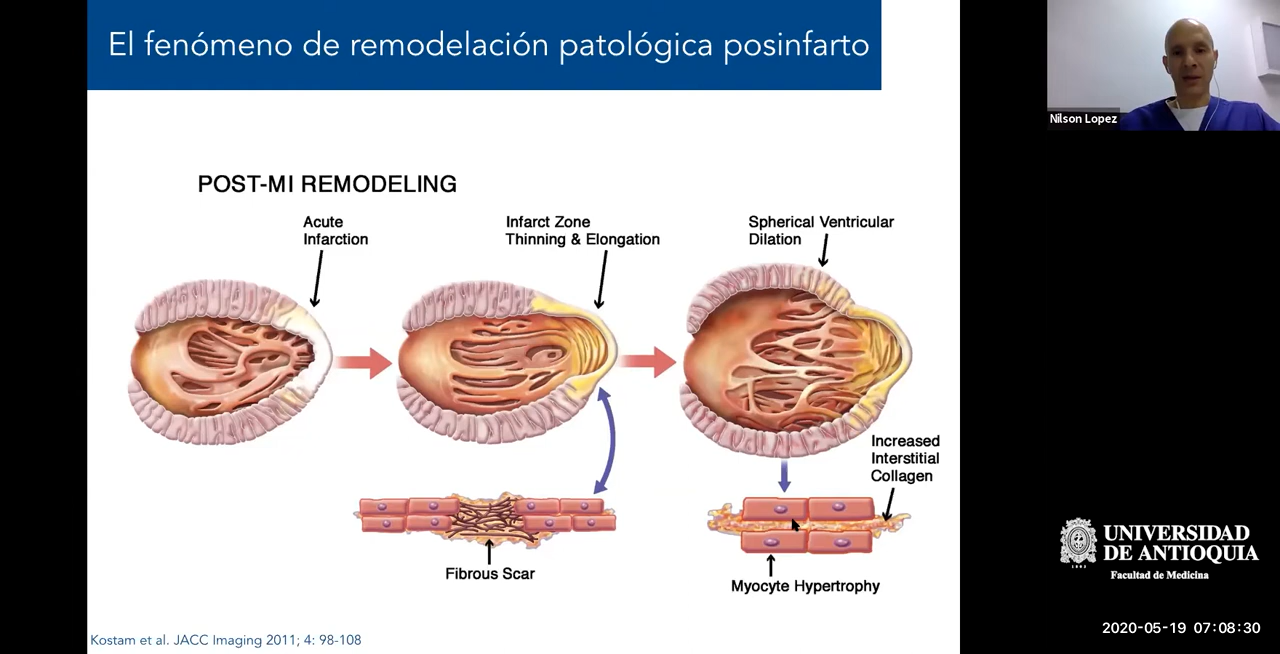 El fenómeno de remodelación patológica posinfarto
Nilson Lopez
POST-MI REMODELING
Acute
Infarction
Infarct Zone
Thinning & Elongation
Spherical Ventricular
Dilation
Increased
Interstitial
Collagen
Fibrous Scar
Myocyte Hypertrophy
Kostam et al. JACC Imaging 2011; 4: 98-108
UNIVERSIDAD
DE ANTIOQUIA
1803
Facultad de Medicina
2020-05-19 07:08:30